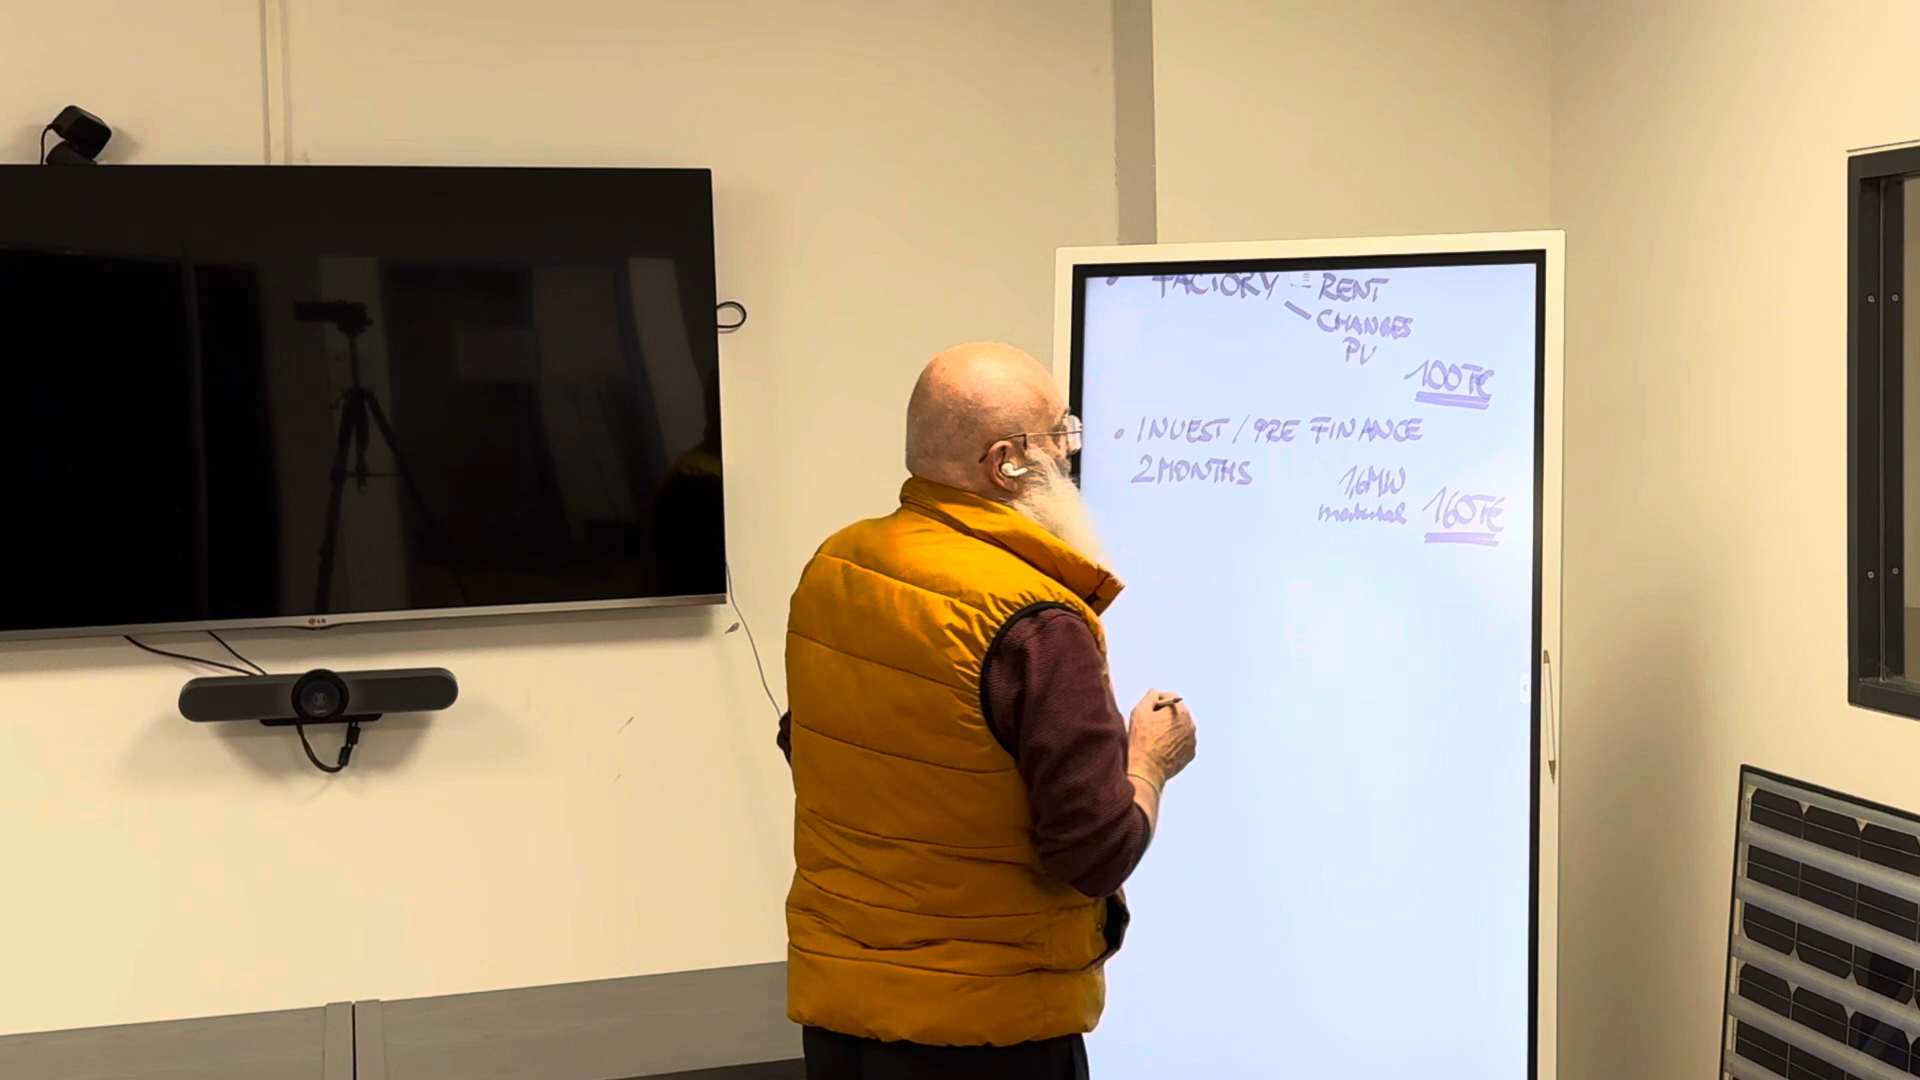 • FACTORY = RENT
CHANGES
PV
100T€
• INVEST / PRE FINANCE
2 MONTHS
1,6MW
material 160T€
LG